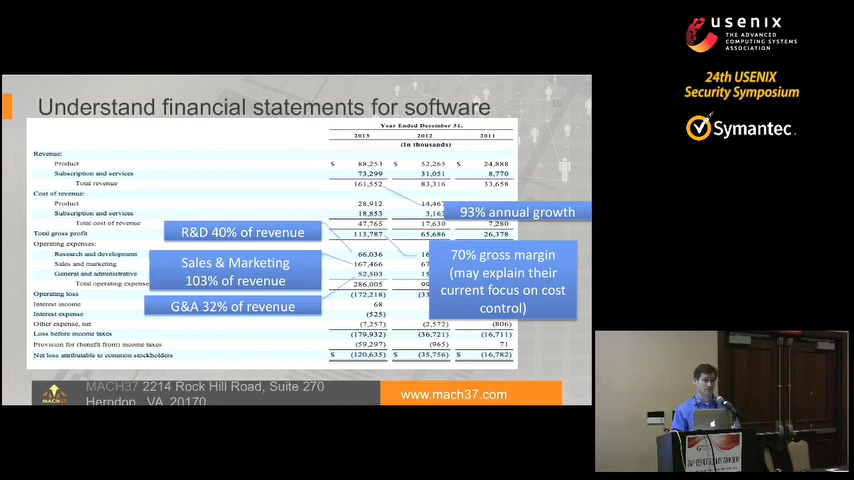 usenix
THE ADVANCED
COMPUTING SYSTEMS
ASSOCIATION
24th USENIX
Security Symposium
Symantec.
Understand financial statements for software
35
Year Ended December 31,
2013 2012 2011
(In thousands)
Revenue:
Product $ 88,253 $ 52,265 $ 24,888
Subscription and services 73,299 31,051 8,770
Total revenue 161,552 83,316 33,658
Cost of revenue:
Product 28,912 14,467
Subscription and services 18,853 3,163
93% annual growth
Total cost of revenue 47,765 17,630 7,280
Total gross profit 113,787 65,686 26,378
R&D 40% of revenue
Operating expenses:
Research and development 66,036
Sales and marketing 167,466
General and administrative 52,503
Total operating expense 286,005
70% gross margin
(may explain their
current focus on cost
control)
Sales & Marketing
103% of revenue
G&A 32% of revenue
Operating loss (172,218)
Interest income 68
Interest expense (525)
Other expense, net (7,257) (2,572) (806)
Loss before income taxes (179,932) (36,721) (16,711)
Provision for (benefit from) income taxes (59,297) (965) 71
Net loss attributable to common stockholders $ (120,635) $ (35,756) $ (16,782)
MACH37
MACH37 2214 Rock Hill Road, Suite 270
Herndon, VA, 20170
www.mach37.com